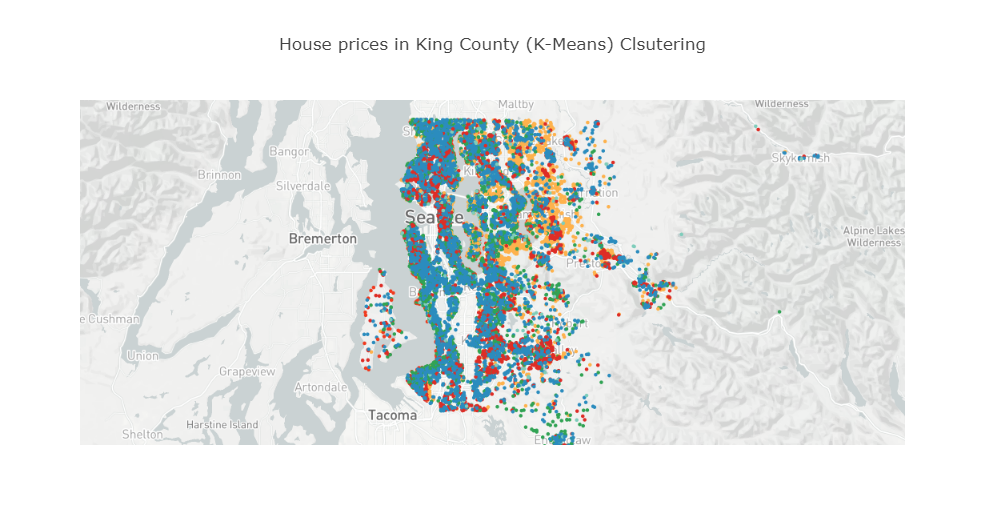 House prices in King County (K-Means) Clsutering
Wilderness
Maltby
Wilderness
Bangor
Skykomish
Brinnon
Silverdale
Seattle
Alpine Lakes
Wilderness
Bremerton
Preston
e Cushman
Union
Grapeview
Artondale
Tacoma
Harstine Island
Shelton